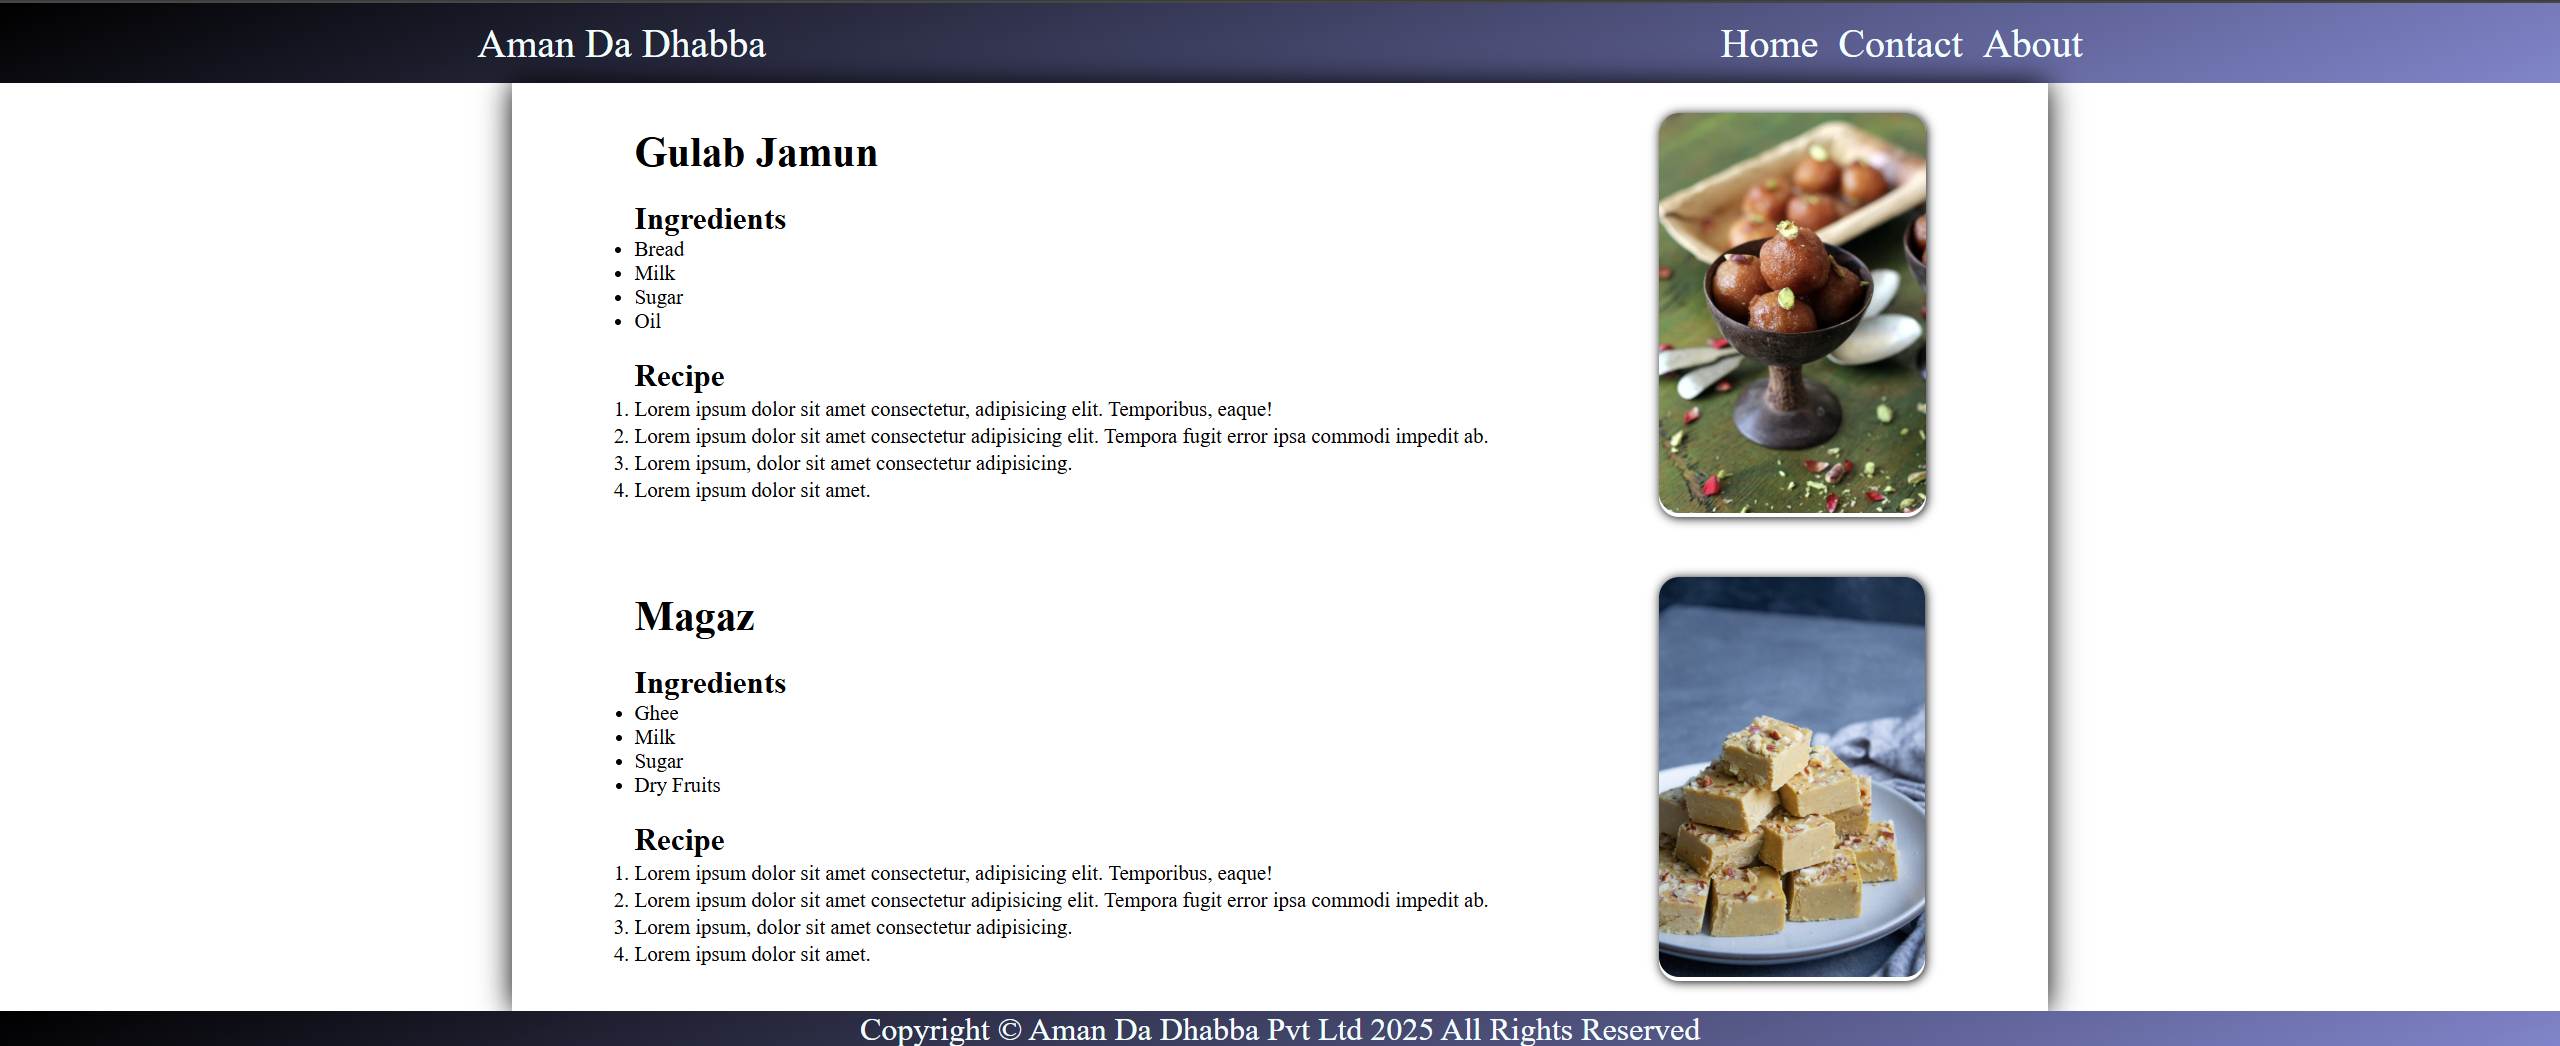 Aman Da Dhabba
Home Contact About
Gulab Jamun
Ingredients
• Bread
• Milk
• Sugar
• Oil
Recipe
1. Lorem ipsum dolor sit amet consectetur, adipisicing elit. Temporibus, eaque!
2. Lorem ipsum dolor sit amet consectetur adipisicing elit. Tempora fugit error ipsa commodi impedit ab.
3. Lorem ipsum, dolor sit amet consectetur adipisicing.
4. Lorem ipsum dolor sit amet.
Magaz
Ingredients
• Ghee
• Milk
• Sugar
• Dry Fruits
Recipe
1. Lorem ipsum dolor sit amet consectetur, adipisicing elit. Temporibus, eaque!
2. Lorem ipsum dolor sit amet consectetur adipisicing elit. Tempora fugit error ipsa commodi impedit ab.
3. Lorem ipsum, dolor sit amet consectetur adipisicing.
4. Lorem ipsum dolor sit amet.
Copyright © Aman Da Dhabba Pvt Ltd 2025 All Rights Reserved